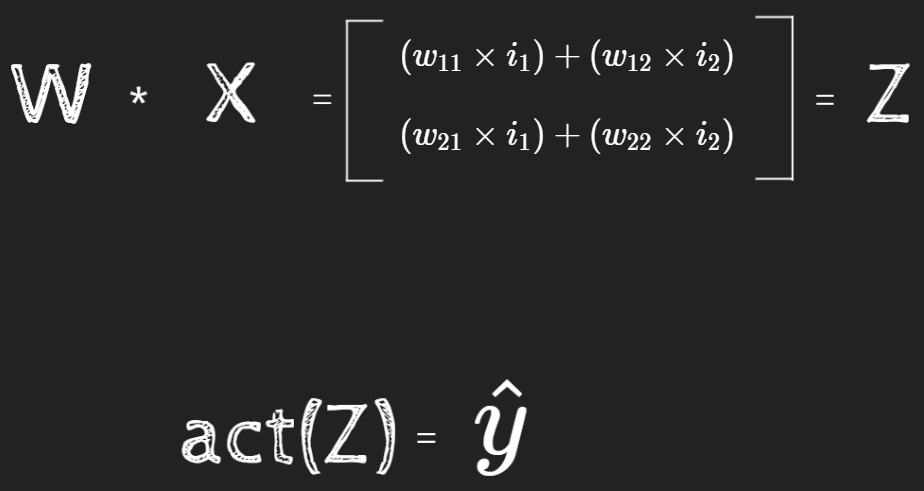 W * X = [ (w₁₁ × i₁) + (w₁₂ × i₂) ] = Z
(w₂₁ × i₁) + (w₂₂ × i₂)
act(Z) = ŷ